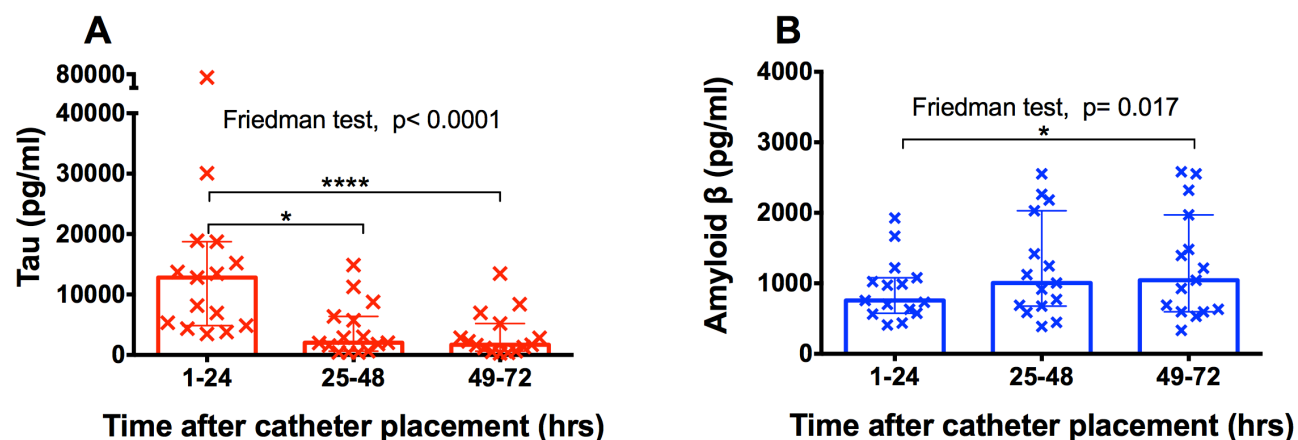 A
Tau (pg/ml)
80000
40000
30000
20000
10000
0
Friedman test, p< 0.0001
****
*
1-24 25-48 49-72
Time after catheter placement (hrs)
B
Amyloid β (pg/ml)
4000
3000
2000
1000
0
Friedman test, p= 0.017
*
1-24 25-48 49-72
Time after catheter placement (hrs)